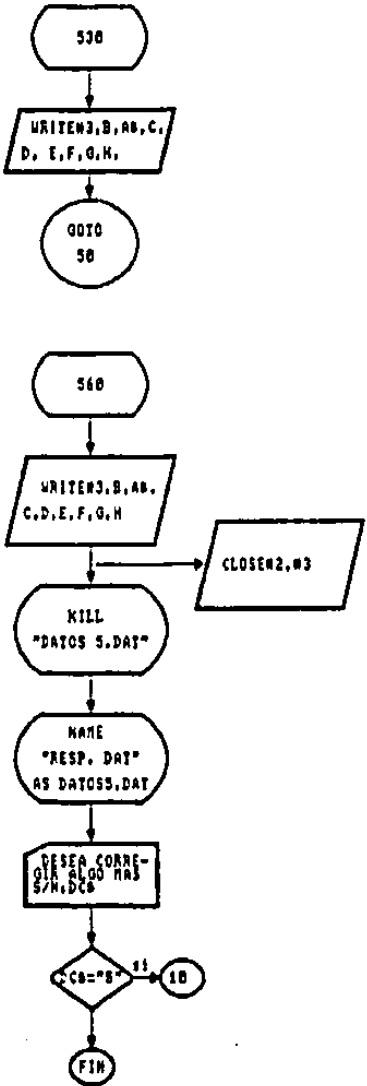 530
WRITE#3,B,A$,C,
D, E,F,G,H,
GOTO
50
560
WRITE#3,B,A$,
C,D,E,F,G,H
CLOSE#2,#3
KILL
"DATOS 5.DAT"
NAME
"RESP. DAT"
AS DATOS5.DAT
DESEA CORRE-
GIR ALGO MAS
S/N;DC$
C$="S"
si
10
FIN